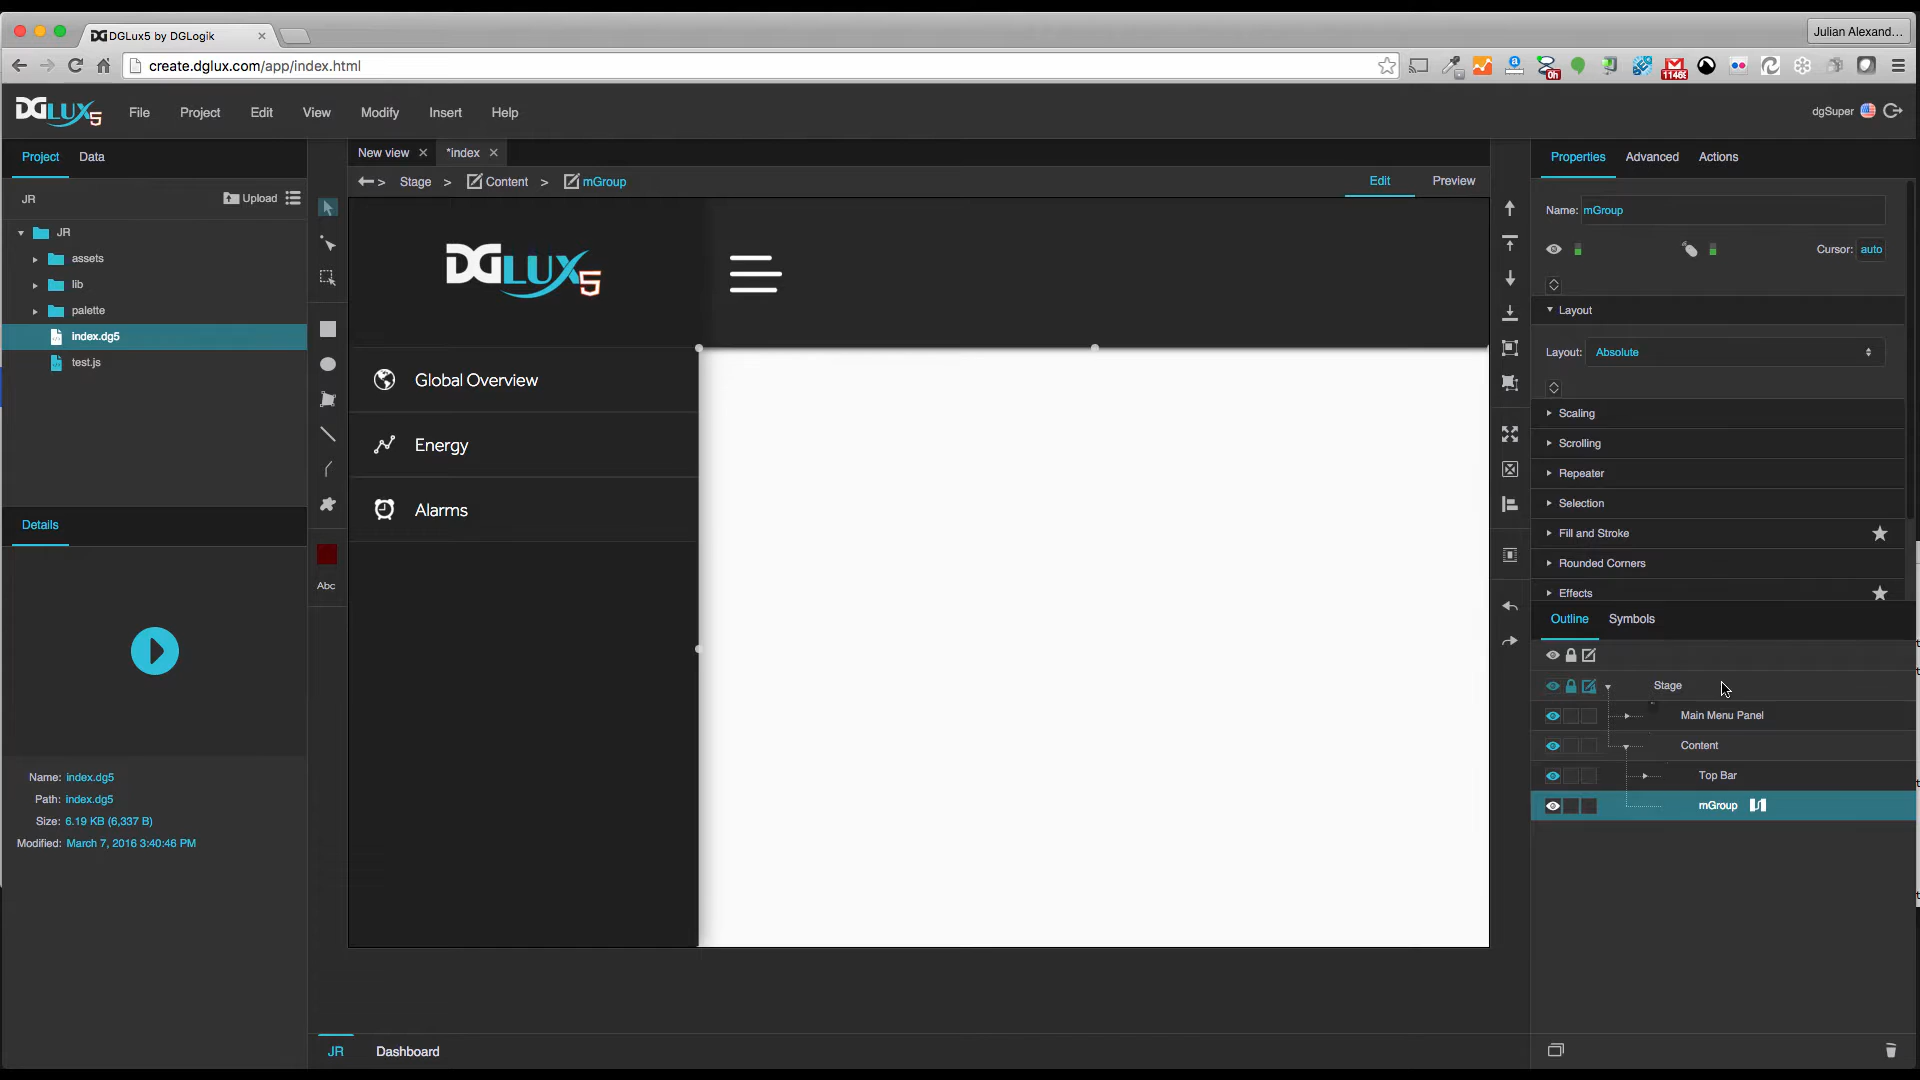 DGLux5 by DGLogik
Julian Alexand...
create.dglux.com/app/index.html
0h
1146
DGLUX5
File
Project
Edit
View
Modify
Insert
Help
dgSuper
Project
Data
New view
*index
Properties
Advanced
Actions
Stage
>
Content
>
mGroup
Edit
Preview
JR
Upload
Name: mGroup
JR
assets
lib
palette
index.dg5
test.js
Cursor: auto
DGLUX5
Layout
Layout: Absolute
Global Overview
Energy
Alarms
Scaling
Scrolling
Repeater
Selection
Fill and Stroke
Rounded Corners
Effects
Details
Abc
Outline
Symbols
Stage
Main Menu Panel
Content
Top Bar
mGroup
Name: index.dg5
Path: index.dg5
Size: 6.19 KB (6,337 B)
Modified: March 7, 2016 3:40:46 PM
JR
Dashboard